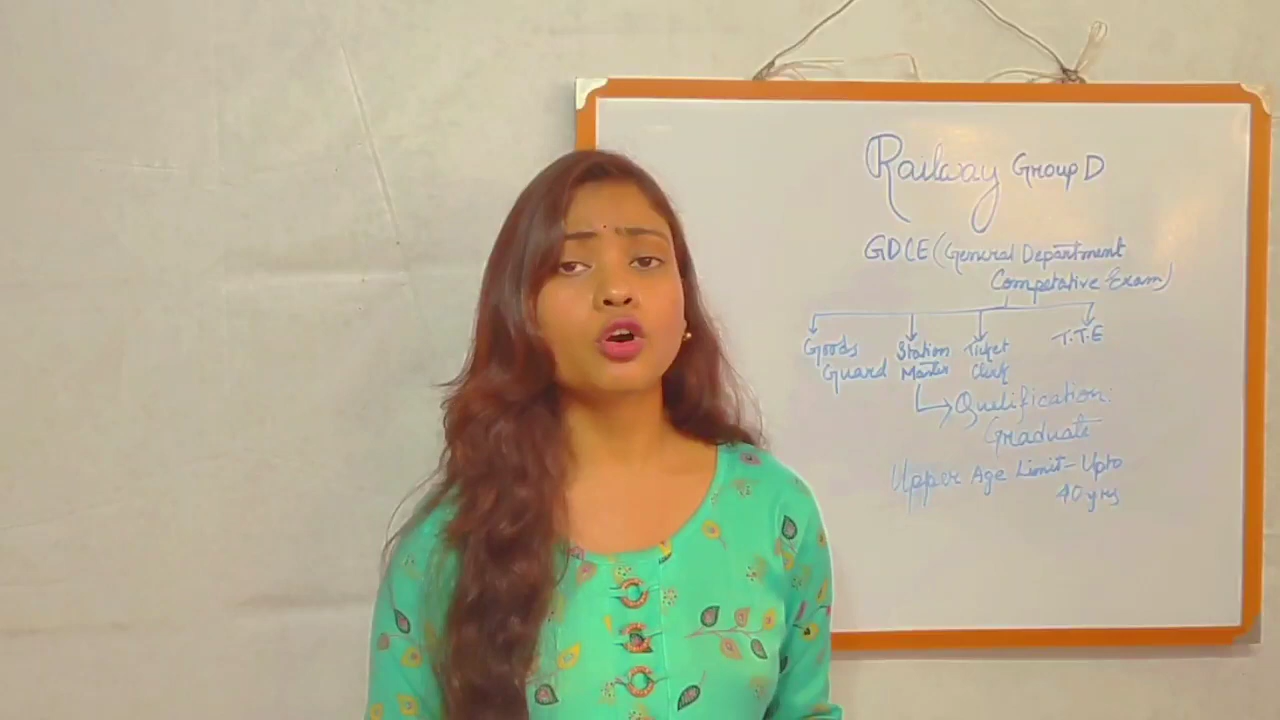 Railway Group D
GDCE (General Department
Competative Exam)
Goods Station Ticket T.T.E
Guard Master Clerk
Qualification:
Graduate
Upper Age Limit - Upto
40 yrs